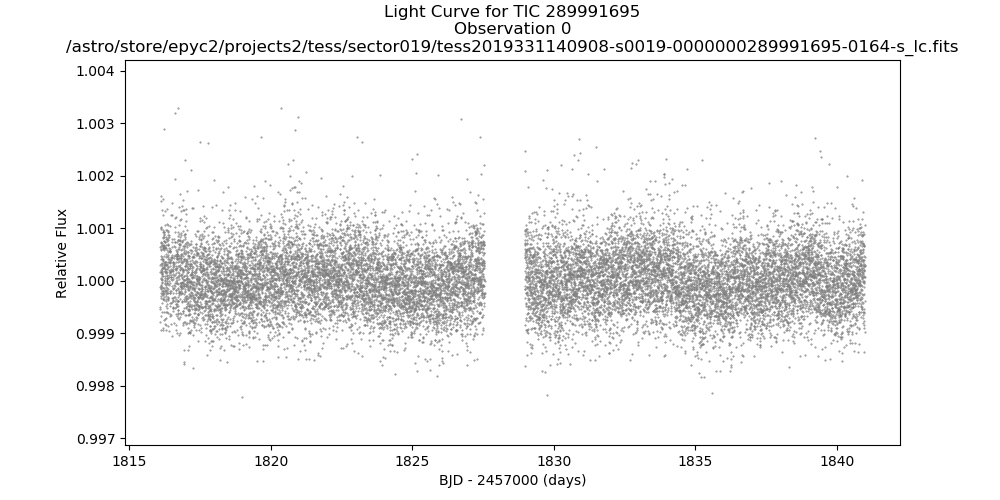 Light Curve for TIC 289991695
Observation 0
/astro/store/epyc2/projects2/tess/sector019/tess2019331140908-s0019-0000000289991695-0164-s_lc.fits
1.004
1.003
1.002
1.001
1.000
0.999
0.998
0.997
Relative Flux
1815
1820
1825
1830
1835
1840
BJD - 2457000 (days)